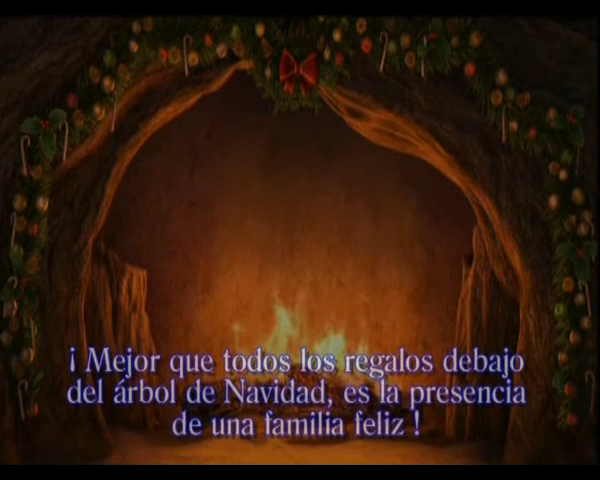 ¡ Mejor que todos los regalos debajo
del árbol de Navidad, es la presencia
de una familia feliz !